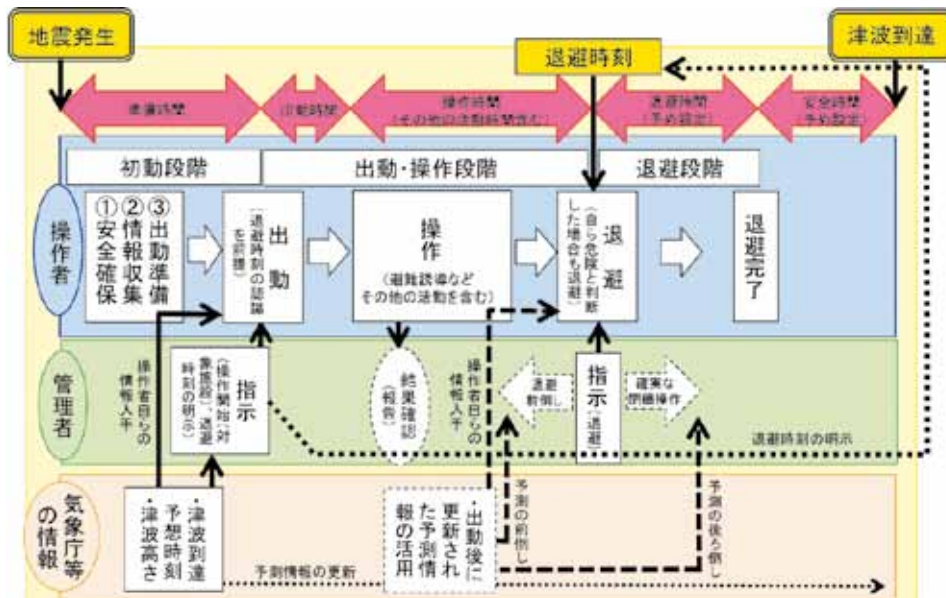 地震発生
退避時刻
津波到達
準備時間
出動時間
操作時間
(その他の活動時間含む)
退避時間
(予め設定)
安全時間
(予め設定)
初動段階
出動・操作段階
退避段階
操作者
①安全確保
②情報収集
③出動準備
出動
(退避時刻の認識
を前提)
操作
(避難誘導など
その他の活動を含む)
退避
(自ら危険と判断
した場合も退避)
退避完了
管理者
操作者自らの
情報入手
指示
(操作開始、対
象施設、退避
時刻の明示)
結果確認
(報告)
操作者自らの
情報入手
退避
前倒し
指示(退避)
確実な
閉鎖操作
退避時刻の明示
気象庁等
の情報
・津波到達
予想時刻
・津波高さ
予測情報の更新
・出動後に
更新され
た予測情
報の活用
予測の前倒し
予測の後ろ倒し